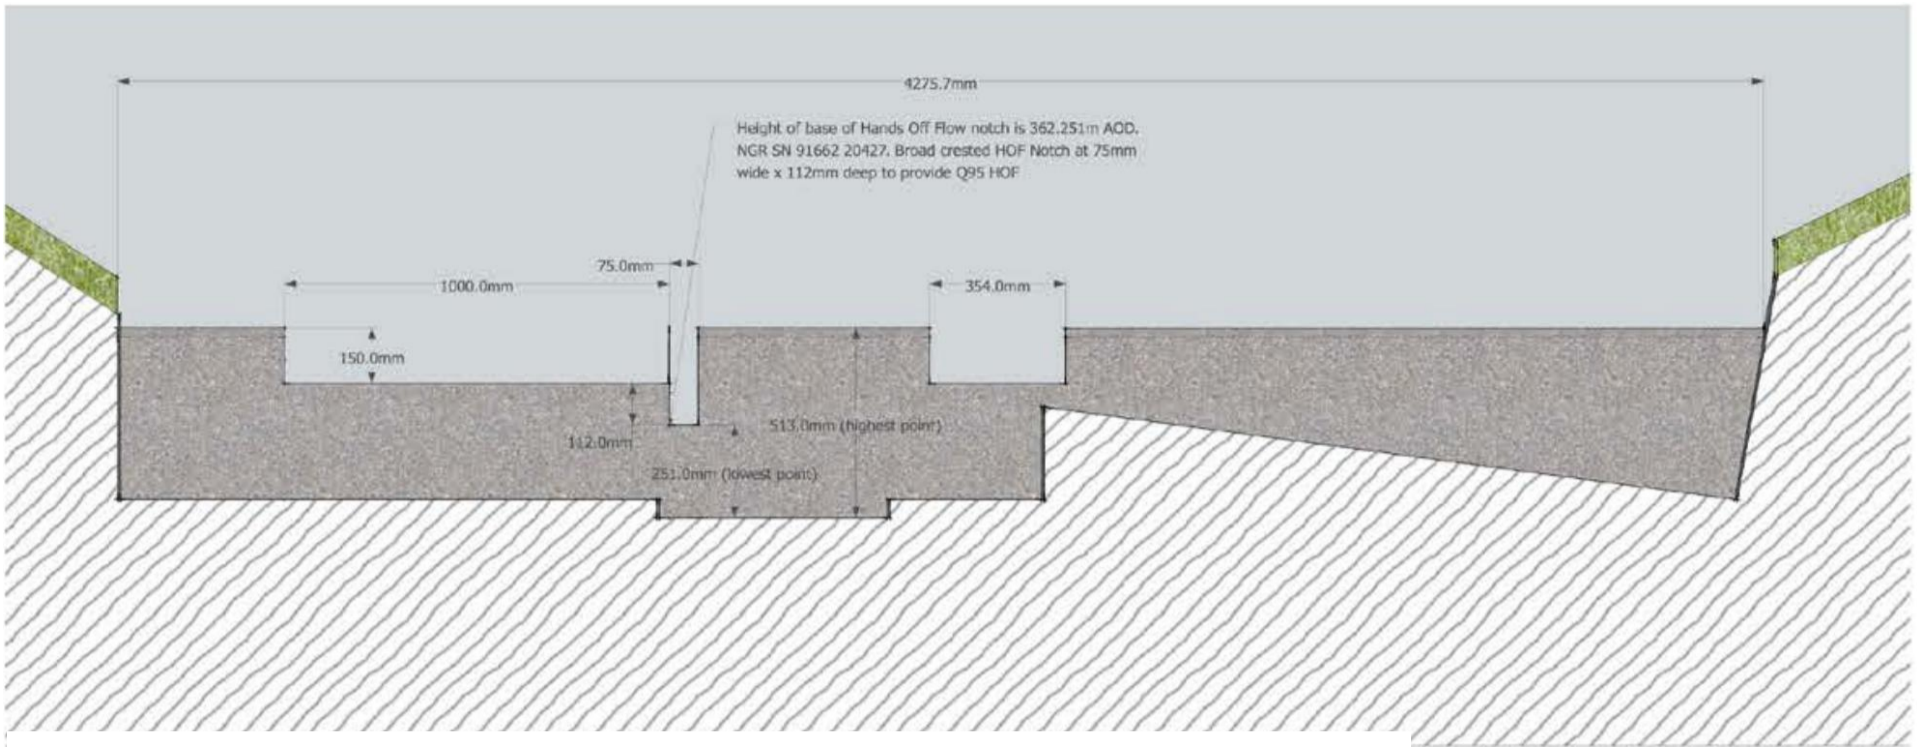 4275.7mm
Height of base of Hands Off Flow notch is 362.251m AOD.
NGR SN 91662 20427. Broad crested HOF Notch at 75mm
wide x 112mm deep to provide Q95 HOF
75.0mm
1000.0mm
354.0mm
150.0mm
513.0mm (highest point)
112.0mm
251.0mm (lowest point)